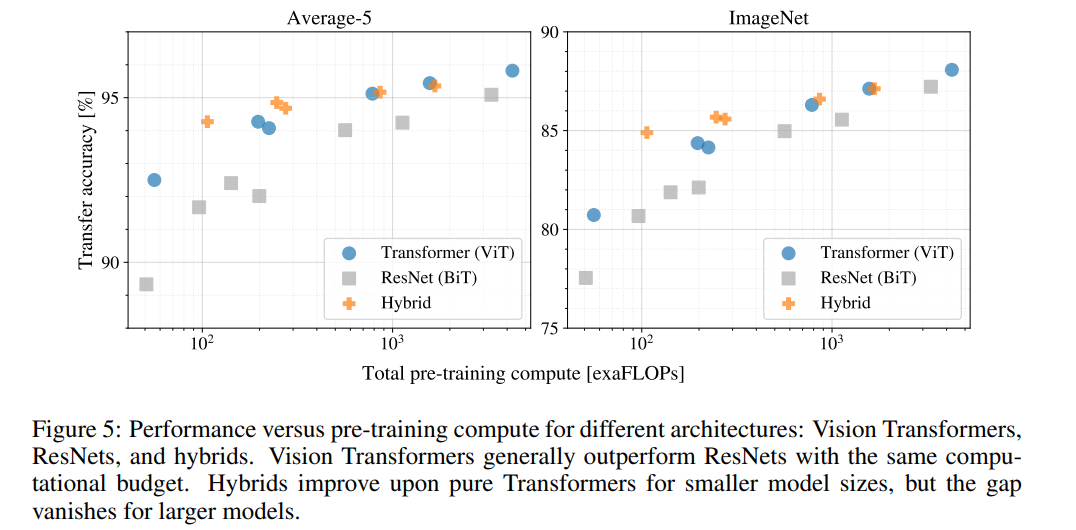 Average-5
ImageNet
Transfer accuracy [%]
95
90
90
85
80
75
Transformer (ViT)
ResNet (BiT)
Hybrid
Transformer (ViT)
ResNet (BiT)
Hybrid
10²
10³
10²
10³
Total pre-training compute [exaFLOPs]
Figure 5: Performance versus pre-training compute for different architectures: Vision Transformers,
ResNets, and hybrids. Vision Transformers generally outperform ResNets with the same compu-
tational budget. Hybrids improve upon pure Transformers for smaller model sizes, but the gap
vanishes for larger models.